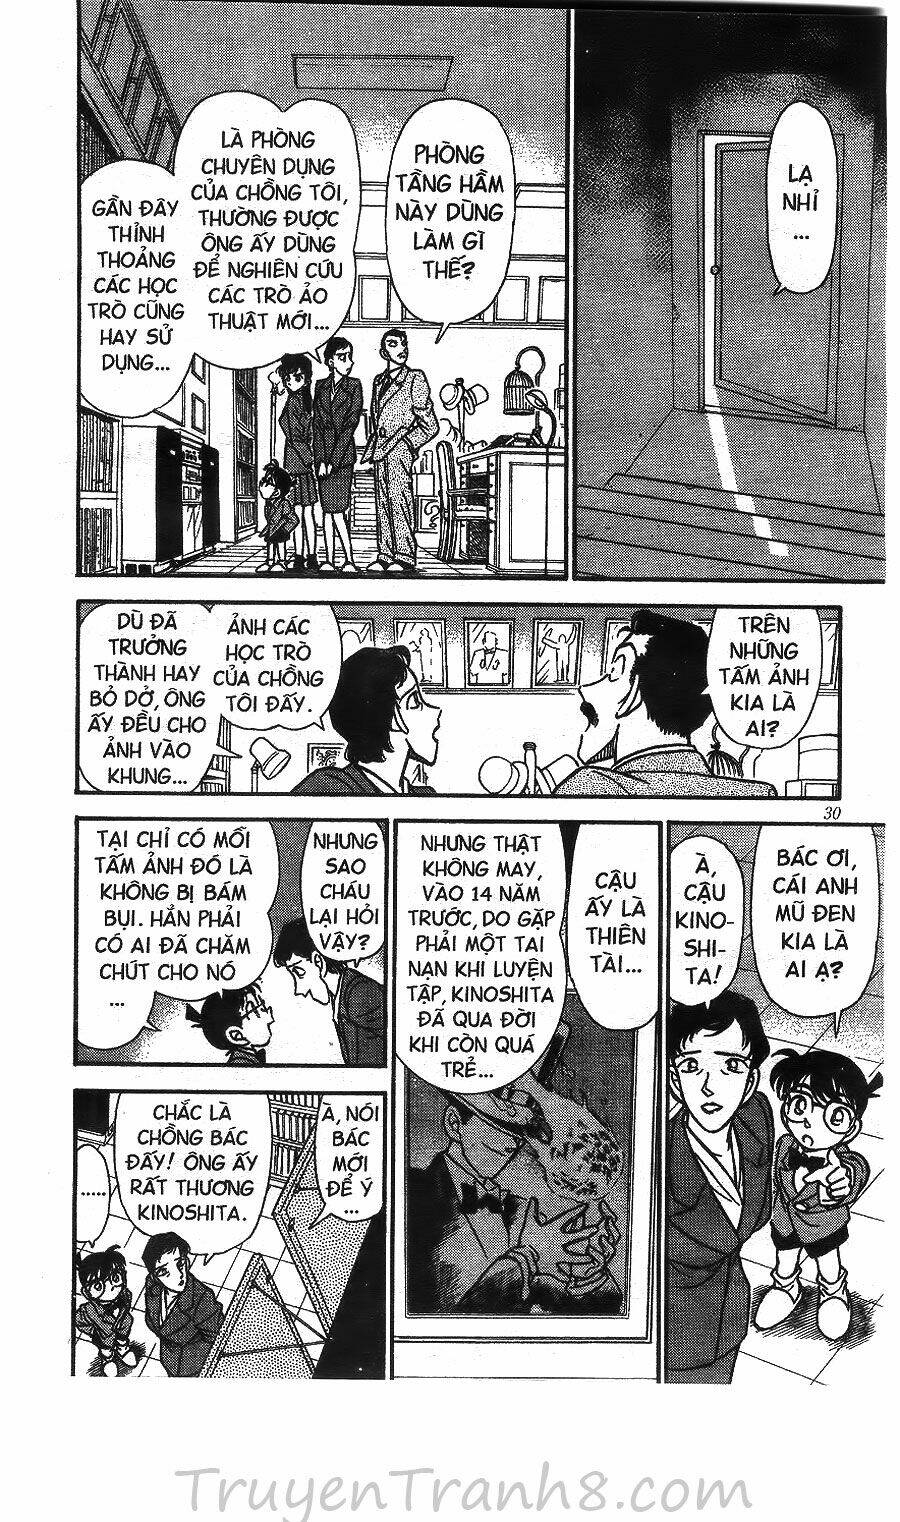 LẠ
NHỈ
...
PHÒNG
TẦNG HẦM
NÀY DÙNG
LÀM GÌ
THẾ?
LÀ PHÒNG
CHUYÊN DỤNG
CỦA CHỒNG TÔI,
THƯỜNG ĐƯỢC
ÔNG ẤY DÙNG
ĐỂ NGHIÊN CỨU
CÁC TRÒ ẢO
THUẬT MỚI...
GẦN ĐÂY
THỈNH
THOẢNG
CÁC HỌC
TRÒ CŨNG
HAY SỬ
DỤNG...
TRÊN
NHỮNG
TẤM ẢNH
KIA LÀ
AI?
ẢNH CÁC
HỌC TRÒ
CỦA CHỒNG
TÔI ĐẤY.
DÙ ĐÃ
TRƯỞNG
THÀNH HAY
BỎ DỞ, ÔNG
ẤY ĐỀU CHO
ẢNH VÀO
KHUNG...
30
BÁC ƠI,
CÁI ANH
MŨ ĐEN
KIA LÀ
AI Ạ?
À,
CẬU
KINO-
SHI-
TA!
CẬU
ẤY LÀ
THIÊN
TÀI...
NHƯNG THẬT
KHÔNG MAY,
VÀO 14 NĂM
TRƯỚC, DO GẶP
PHẢI MỘT TAI
NẠN KHI LUYỆN
TẬP, KINOSHITA
ĐÃ QUA ĐỜI
KHI CÒN QUÁ
TRẺ...
NHƯNG
SAO
CHÁU
LẠI HỎI
VẬY?
TẠI CHỈ CÓ MỖI
TẤM ẢNH ĐÓ LÀ
KHÔNG BỊ BÁM
BỤI. HẲN PHẢI
CÓ AI ĐÃ CHĂM
CHÚT CHO NÓ
...
À, NÓI
BÁC
MỚI
ĐỂ Ý
...
CHẮC LÀ
CHỒNG BÁC
ĐẤY! ÔNG ẤY
RẤT THƯƠNG
KINOSHITA.
.....
TruyenTranh8.com